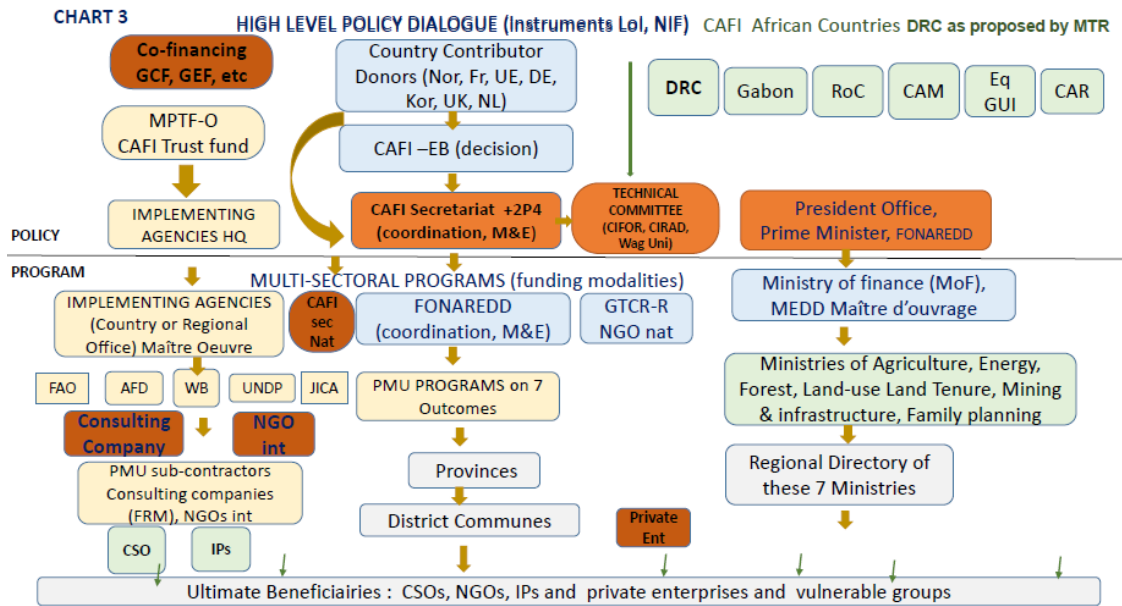 CHART 3
HIGH LEVEL POLICY DIALOGUE (instruments LoI, NIF)
CAFI African Countries DRC as proposed by MTR
Co-financing
GCF, GEF, etc
Country Contributor
Donors (Nor, Fr, UE, DE,
Kor, UK, NL)
DRC
Gabon
RoC
CAM
Eq
GUI
CAR
MPTF-O
CAFI Trust fund
CAFI –EB (decision)
IMPLEMENTING
AGENCIES HQ
CAFI Secretariat +2P4
(coordination, M&E)
TECHNICAL
COMMITTEE
(CIFOR, CIRAD,
Wag Uni)
President Office,
Prime Minister, FONAREDD
POLICY
PROGRAM
MULTI-SECTORAL PROGRAMS (funding modalities)
IMPLEMENTING AGENCIES
(Country or Regional
Office) Maître Oeuvre
CAFI
sec
Nat
FONAREDD
(coordination, M&E)
GTCR-R
NGO nat
Ministry of finance (MoF),
MEDD Maître d'ouvrage
FAO
AFD
WB
UNDP
JICA
PMU PROGRAMS on 7
Outcomes
Ministries of Agriculture, Energy,
Forest, Land-use Land Tenure, Mining
& infrastructure, Family planning
Consulting
Company
NGO
int
PMU sub-contractors
Consulting companies
(FRM), NGOs int
Provinces
Regional Directory of
these 7 Ministries
District Communes
Private
Ent
CSO
IPs
Ultimate Beneficiairies : CSOs, NGOs, IPs and private enterprises and vulnerable groups